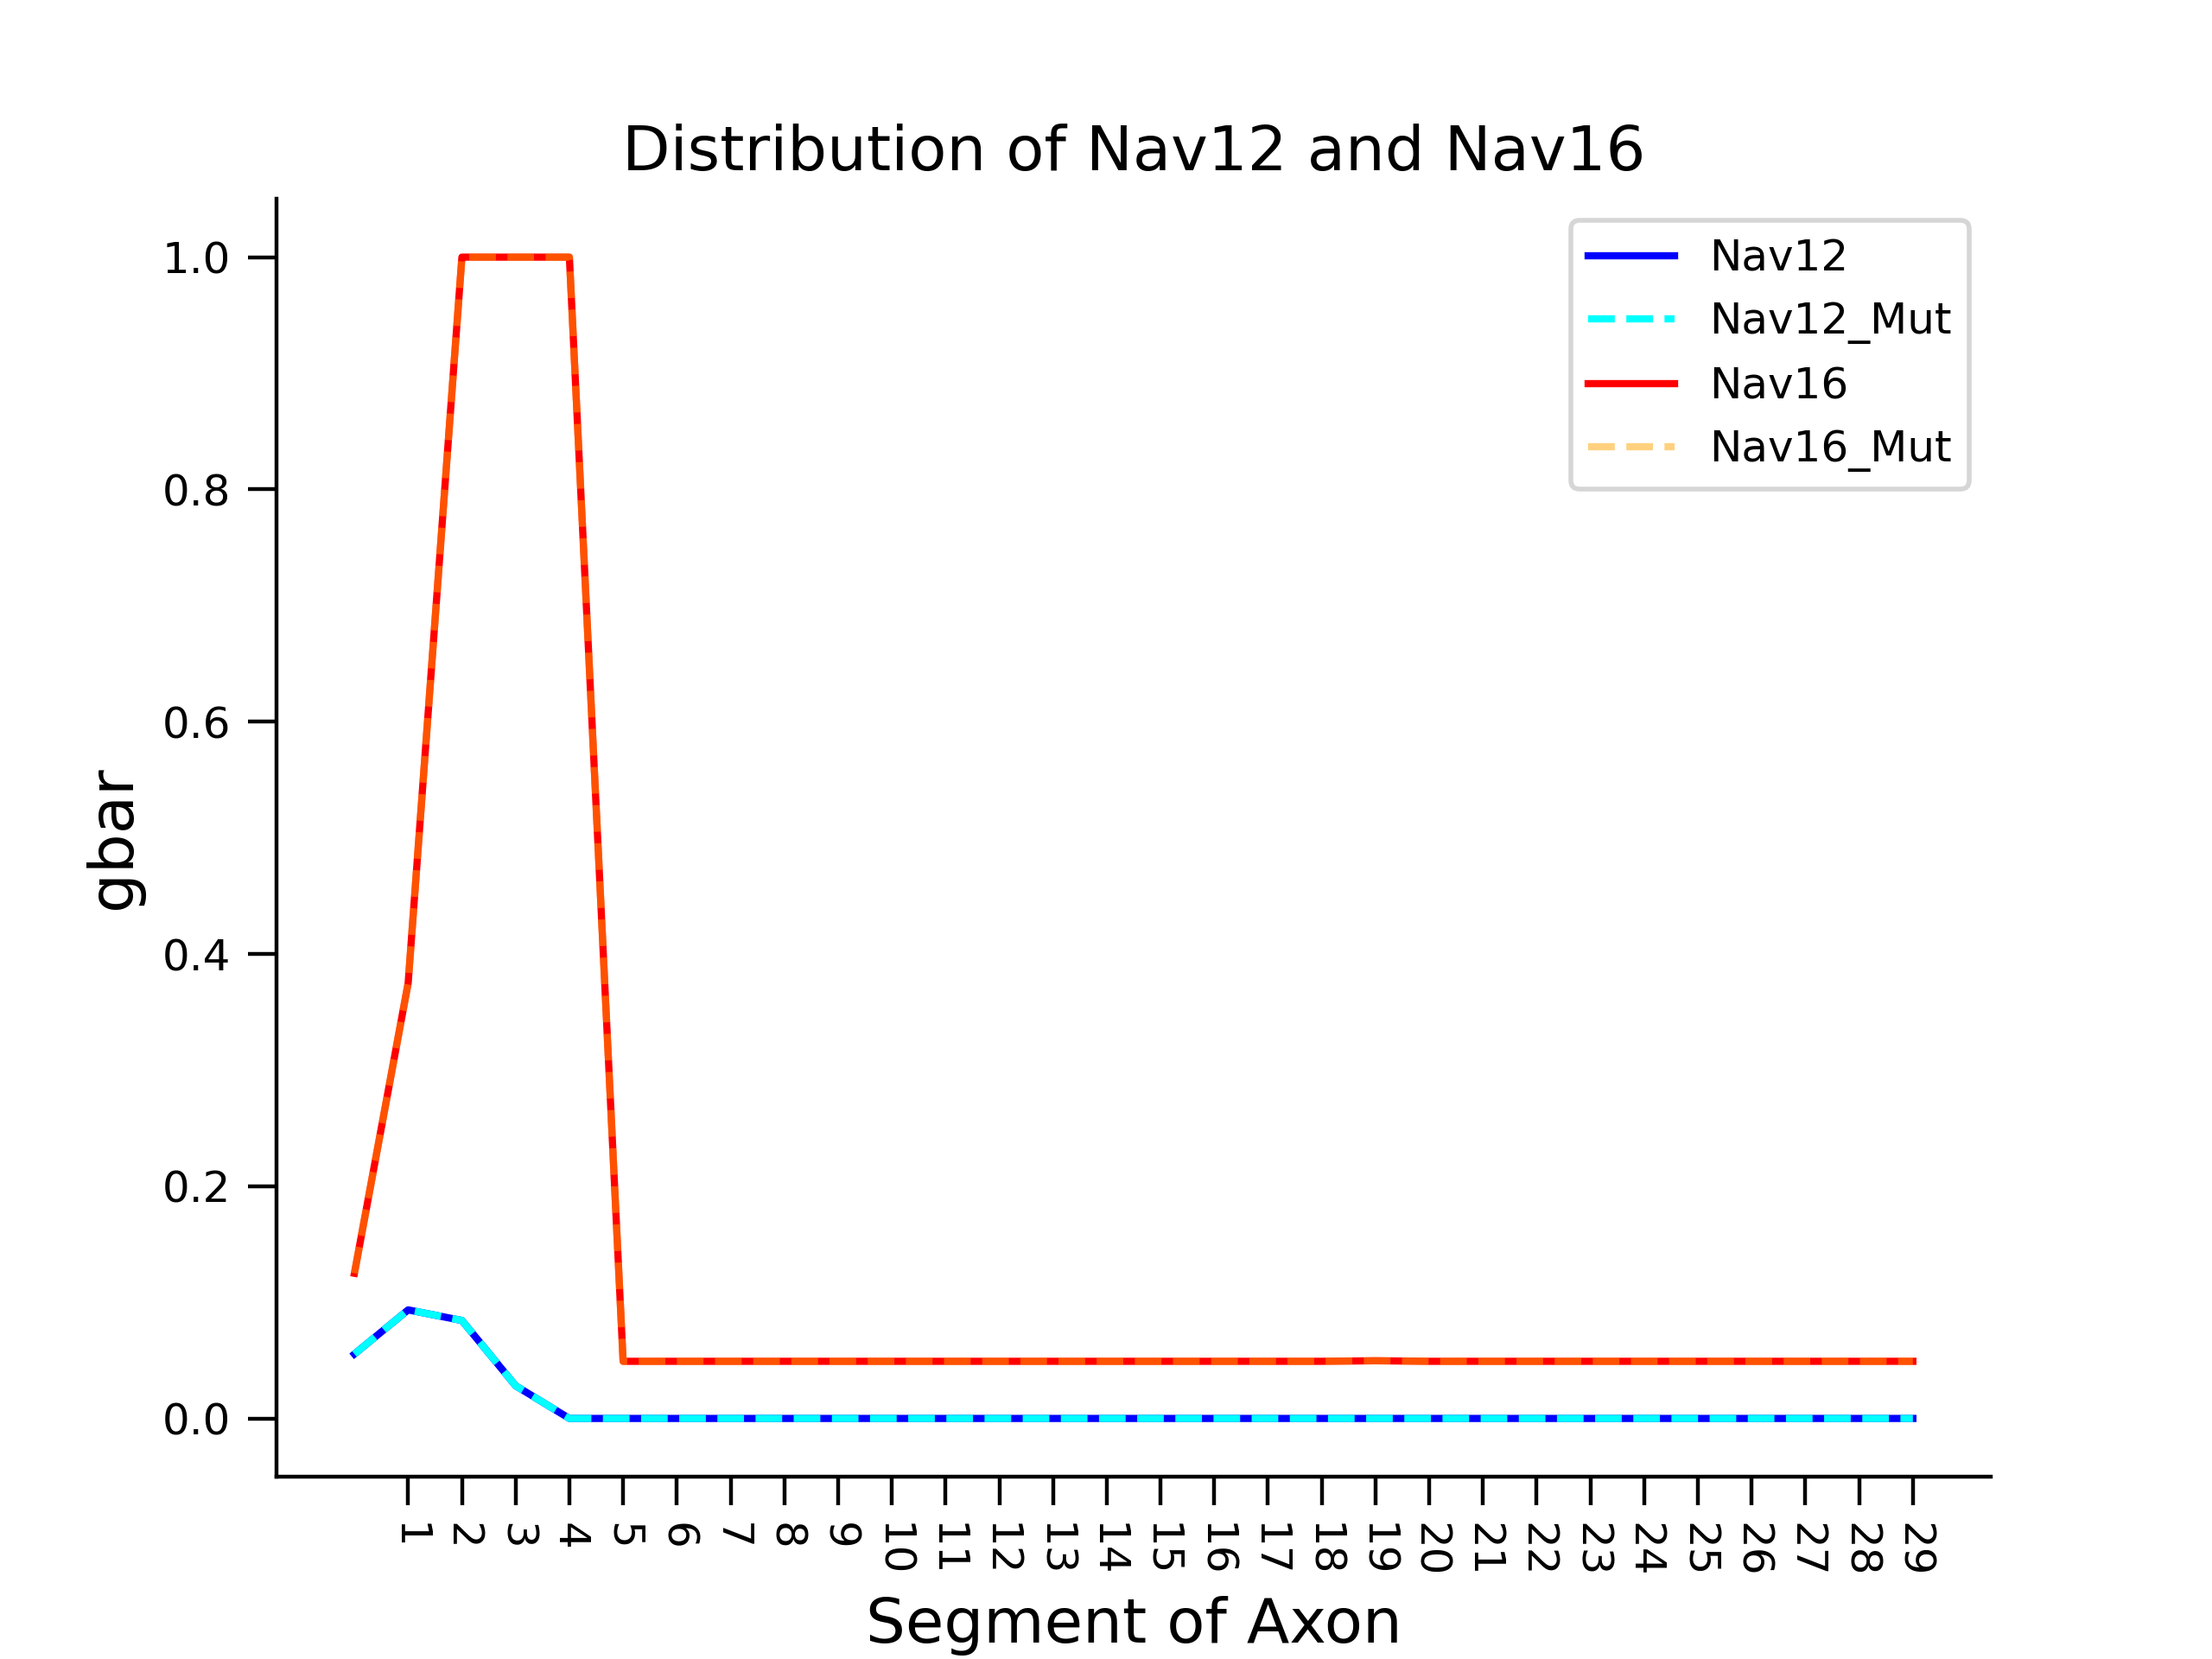 Distribution of Nav12 and Nav16
Nav12
Nav12_Mut
Nav16
Nav16_Mut
1.0
0.8
0.6
0.4
0.2
0.0
gbar
1 2 3 4 5 6 7 8 9 10 11 12 13 14 15 16 17 18 19 20 21 22 23 24 25 26 27 28 29
Segment of Axon